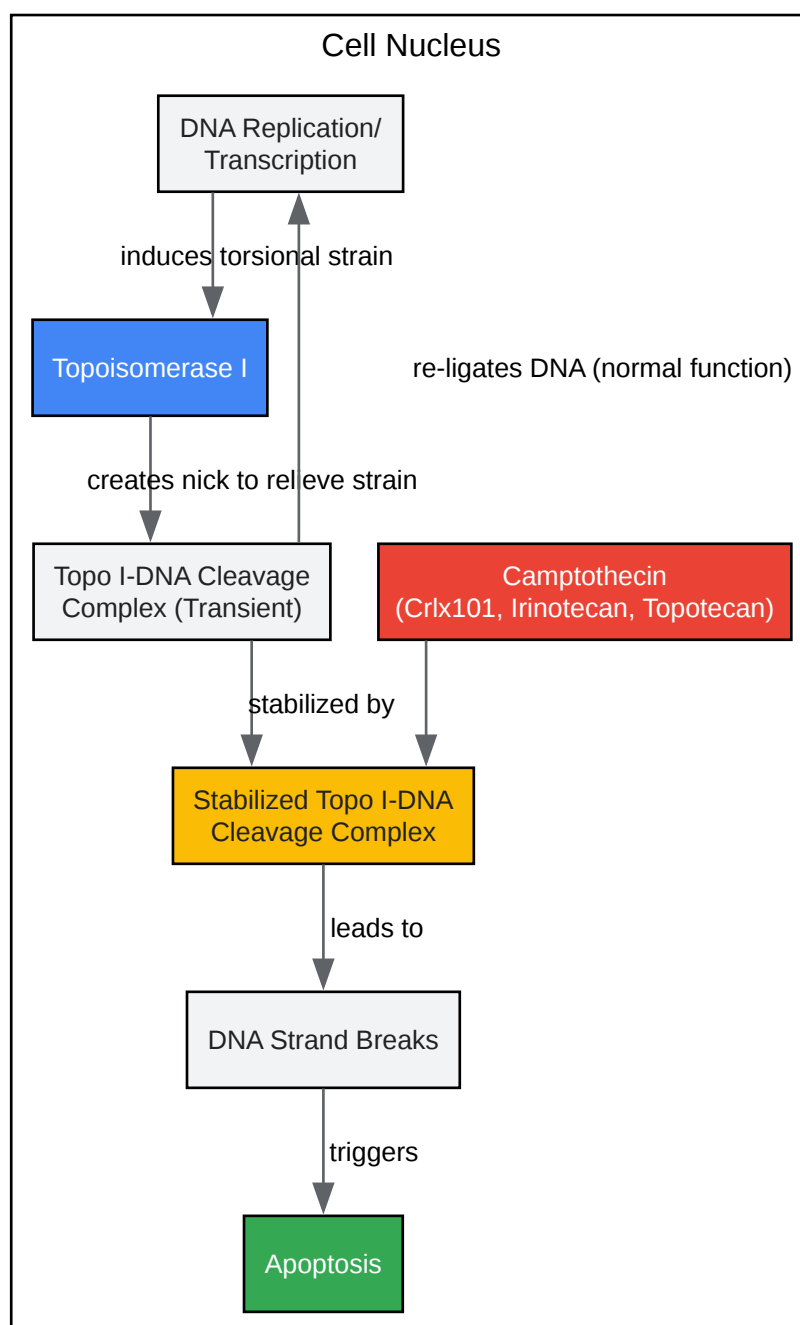 Cell Nucleus
DNA Replication/
Transcription
induces torsional strain
Topoisomerase I
re-ligates DNA (normal function)
creates nick to relieve strain
Topo I-DNA Cleavage
Complex (Transient)
Camptothecin
(Crlx101, Irinotecan, Topotecan)
stabilized by
Stabilized Topo I-DNA
Cleavage Complex
leads to
DNA Strand Breaks
triggers
Apoptosis